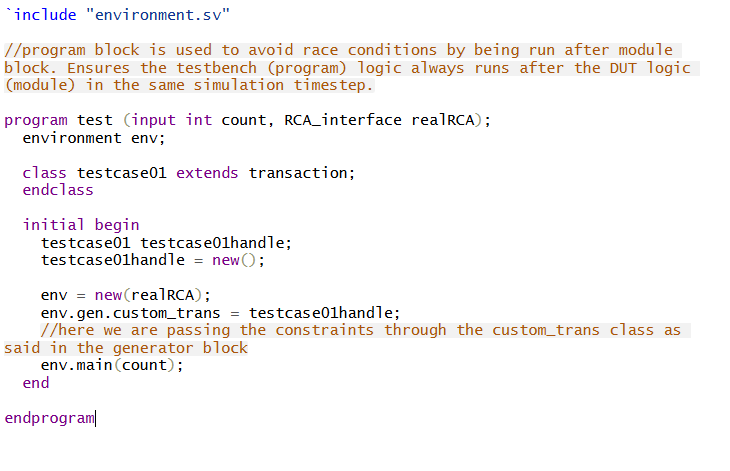 `include "environment.sv"
//program block is used to avoid race conditions by being run after module
block. Ensures the testbench (program) logic always runs after the DUT logic
(module) in the same simulation timestep.
program test (input int count, RCA_interface realRCA);
  environment env;
  class testcase01 extends transaction;
  endclass
  initial begin
    testcase01 testcase01handle;
    testcase01handle = new();
    env = new(realRCA);
    env.gen.custom_trans = testcase01handle;
    //here we are passing the constraints through the custom_trans class as
said in the generator block
    env.main(count);
  end
endprogram